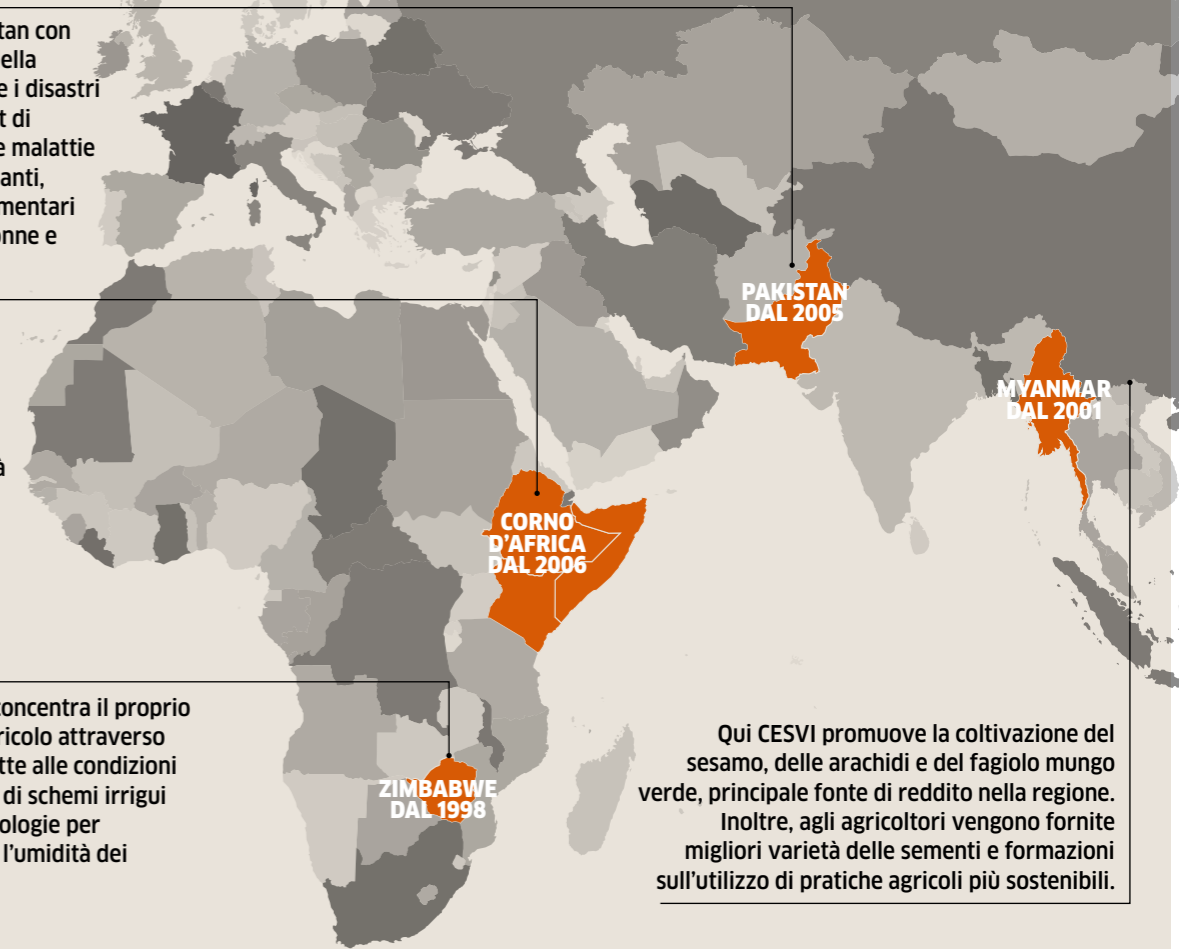 tan con
ella
e i disastri
t di
e malattie
anti,
mentari
onne e
à
PAKISTAN
DAL 2005
MYANMAR
DAL 2001
CORNO
D'AFRICA
DAL 2006
ZIMBABWE
DAL 1998
concentra il proprio
ricolo attraverso
tte alle condizioni
di schemi irrigui
ologie per
l'umidità dei
Qui CESVI promuove la coltivazione del
sesamo, delle arachidi e del fagiolo mungo
verde, principale fonte di reddito nella regione.
Inoltre, agli agricoltori vengono fornite
migliori varietà delle sementi e formazioni
sull'utilizzo di pratiche agricoli più sostenibili.